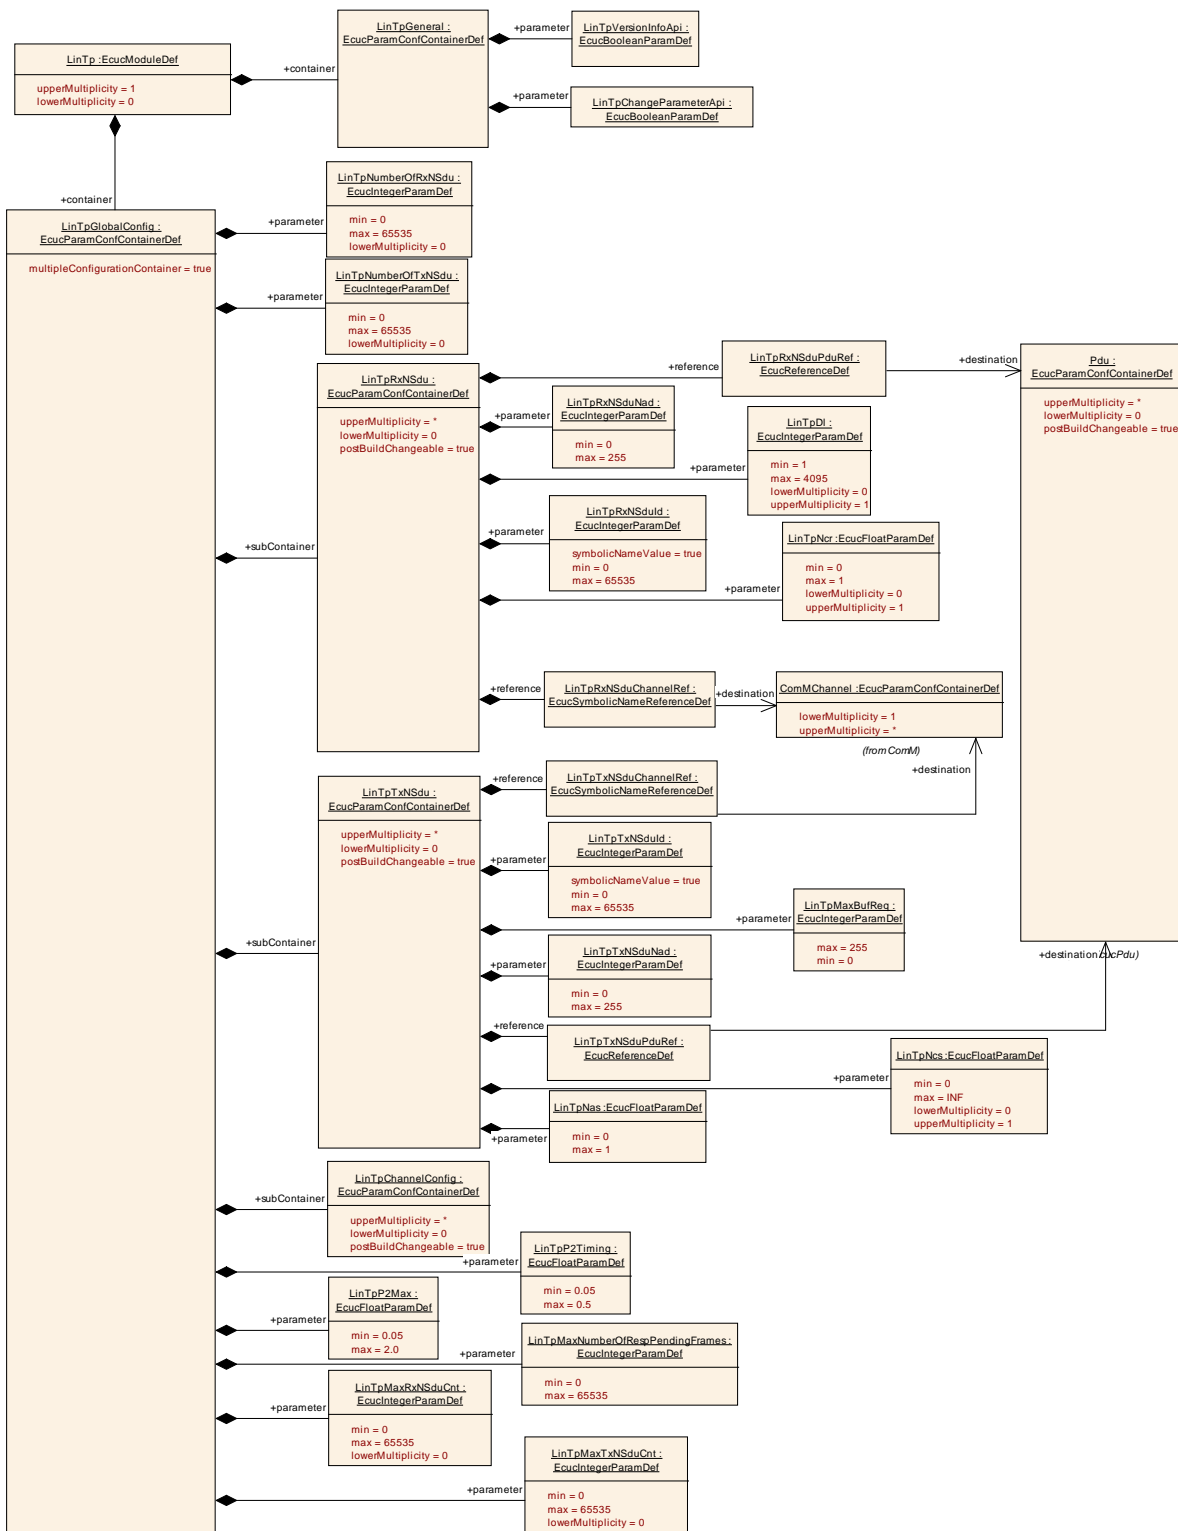 LinTpGeneral :
EcucParamConfContainerDef
+parameter
LinTpVersionInfoApi :
EcucBooleanParamDef
LinTp :EcucModuleDef
upperMultiplicity = 1
lowerMultiplicity = 0
+container
+parameter
LinTpChangeParameterApi :
EcucBooleanParamDef
+container
LinTpGlobalConfig :
EcucParamConfContainerDef
multipleConfigurationContainer = true
+parameter
LinTpNumberOfRxNSdu :
EcucIntegerParamDef
min = 0
max = 65535
lowerMultiplicity = 0
+parameter
LinTpNumberOfTxNSdu :
EcucIntegerParamDef
min = 0
max = 65535
lowerMultiplicity = 0
+subContainer
LinTpRxNSdu :
EcucParamConfContainerDef
upperMultiplicity = *
lowerMultiplicity = 0
postBuildChangeable = true
+reference
LinTpRxNSduPduRef :
EcucReferenceDef
+destination
Pdu :
EcucParamConfContainerDef
upperMultiplicity = *
lowerMultiplicity = 0
postBuildChangeable = true
+parameter
LinTpRxNSduNad :
EcucIntegerParamDef
min = 0
max = 255
+parameter
LinTpDl :
EcucIntegerParamDef
min = 1
max = 4095
lowerMultiplicity = 0
upperMultiplicity = 1
+parameter
LinTpRxNSduId :
EcucIntegerParamDef
symbolicNameValue = true
min = 0
max = 65535
+parameter
LinTpNcr :EcucFloatParamDef
min = 0
max = 1
lowerMultiplicity = 0
upperMultiplicity = 1
+reference
LinTpRxNSduChannelRef :
EcucSymbolicNameReferenceDef
+destination
ComMChannel :EcucParamConfContainerDef
lowerMultiplicity = 1
upperMultiplicity = *
(from ComM)
+destination
+subContainer
LinTpTxNSdu :
EcucParamConfContainerDef
upperMultiplicity = *
lowerMultiplicity = 0
postBuildChangeable = true
+reference
LinTpTxNSduChannelRef :
EcucSymbolicNameReferenceDef
+parameter
LinTpTxNSduId :
EcucIntegerParamDef
symbolicNameValue = true
min = 0
max = 65535
+parameter
LinTpMaxBufReq :
EcucIntegerParamDef
max = 255
min = 0
+parameter
LinTpTxNSduNad :
EcucIntegerParamDef
min = 0
max = 255
+destination
+reference
LinTpTxNSduPduRef :
EcucReferenceDef
+parameter
LinTpNcs :EcucFloatParamDef
min = 0
max = INF
lowerMultiplicity = 0
upperMultiplicity = 1
+parameter
LinTpNas :EcucFloatParamDef
min = 0
max = 1
+subContainer
LinTpChannelConfig :
EcucParamConfContainerDef
upperMultiplicity = *
lowerMultiplicity = 0
postBuildChangeable = true
+parameter
LinTpP2Timing :
EcucFloatParamDef
min = 0.05
max = 0.5
+parameter
LinTpP2Max :
EcucFloatParamDef
min = 0.05
max = 2.0
+parameter
LinTpMaxNumberOfRespPendingFrames :
EcucIntegerParamDef
min = 0
max = 65535
+parameter
LinTpMaxRxNSduCnt :
EcucIntegerParamDef
min = 0
max = 65535
lowerMultiplicity = 0
+parameter
LinTpMaxTxNSduCnt :
EcucIntegerParamDef
min = 0
max = 65535
lowerMultiplicity = 0